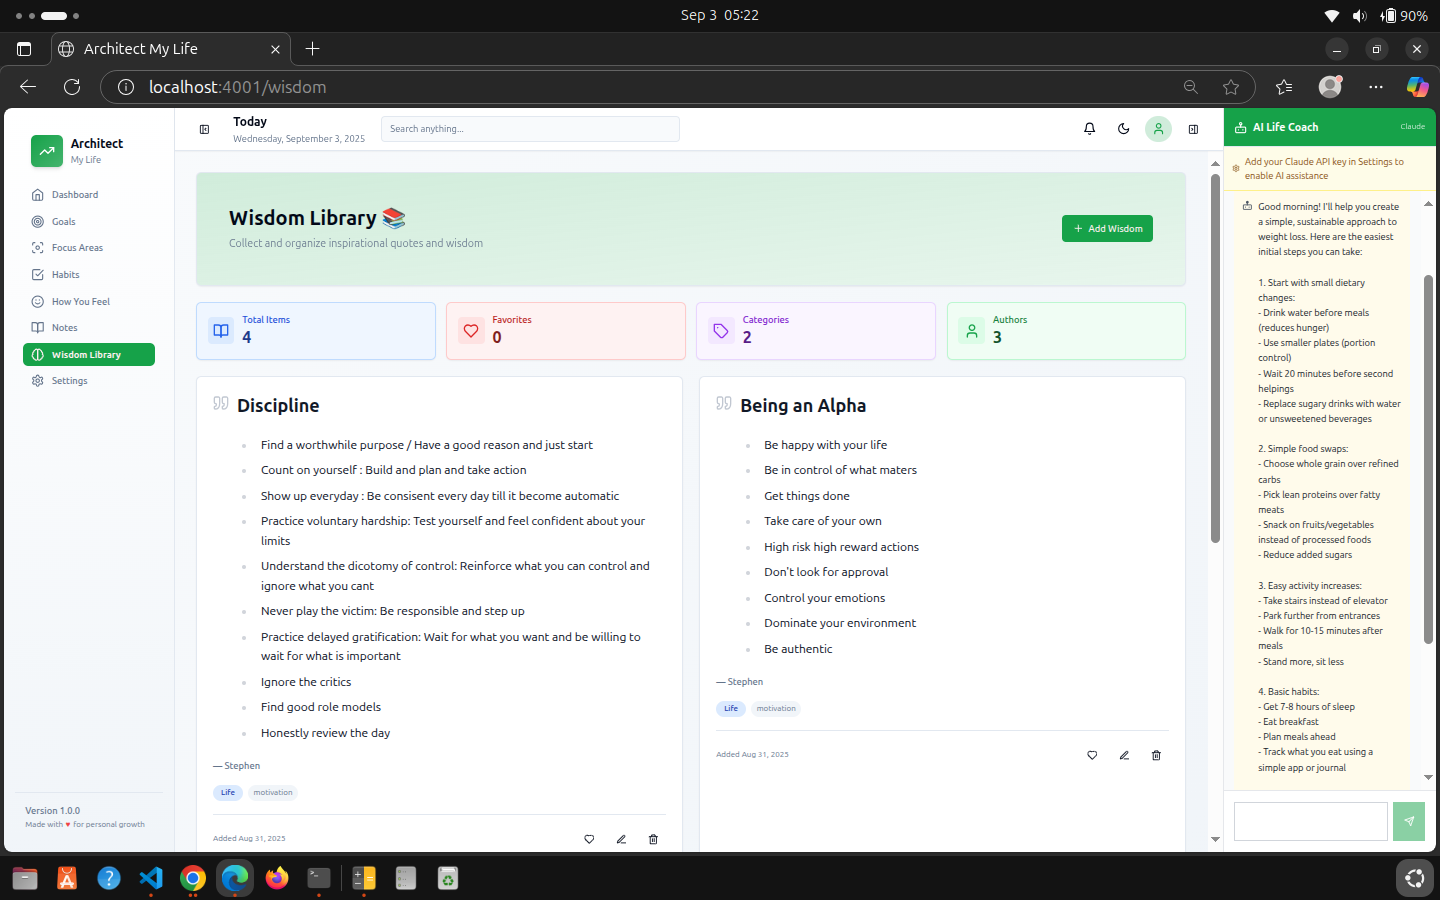 Sep 3 05:22
90%
Architect My Life
localhost:4001/wisdom
Architect
My Life
Dashboard
Goals
Focus Areas
Habits
How You Feel
Notes
Wisdom Library
Settings
Version 1.0.0
Made with ♥ for personal growth
Today
Wednesday, September 3, 2025
Search anything...
Wisdom Library 📚
Collect and organize inspirational quotes and wisdom
+ Add Wisdom
Total Items
4
Favorites
0
Categories
2
Authors
3
Discipline
Find a worthwhile purpose / Have a good reason and just start
Count on yourself : Build and plan and take action
Show up everyday : Be consisent every day till it become automatic
Practice voluntary hardship: Test yourself and feel confident about your
limits
Understand the dicotomy of control: Reinforce what you can control and
ignore what you cant
Never play the victim: Be responsible and step up
Practice delayed gratification: Wait for what you want and be willing to
wait for what is important
Ignore the critics
Find good role models
Honestly review the day
— Stephen
Life motivation
Added Aug 31, 2025
Being an Alpha
Be happy with your life
Be in control of what maters
Get things done
Take care of your own
High risk high reward actions
Don't look for approval
Control your emotions
Dominate your environment
Be authentic
— Stephen
Life motivation
Added Aug 31, 2025
AI Life Coach Claude
Add your Claude API key in Settings to
enable AI assistance
Good morning! I'll help you create
a simple, sustainable approach to
weight loss. Here are the easiest
initial steps you can take:
1. Start with small dietary
changes:
- Drink water before meals
(reduces hunger)
- Use smaller plates (portion
control)
- Wait 20 minutes before second
helpings
- Replace sugary drinks with water
or unsweetened beverages
2. Simple food swaps:
- Choose whole grain over refined
carbs
- Pick lean proteins over fatty
meats
- Snack on fruits/vegetables
instead of processed foods
- Reduce added sugars
3. Easy activity increases:
- Take stairs instead of elevator
- Park further from entrances
- Walk for 10-15 minutes after
meals
- Stand more, sit less
4. Basic habits:
- Get 7-8 hours of sleep
- Eat breakfast
- Plan meals ahead
- Track what you eat using a
simple app or journal